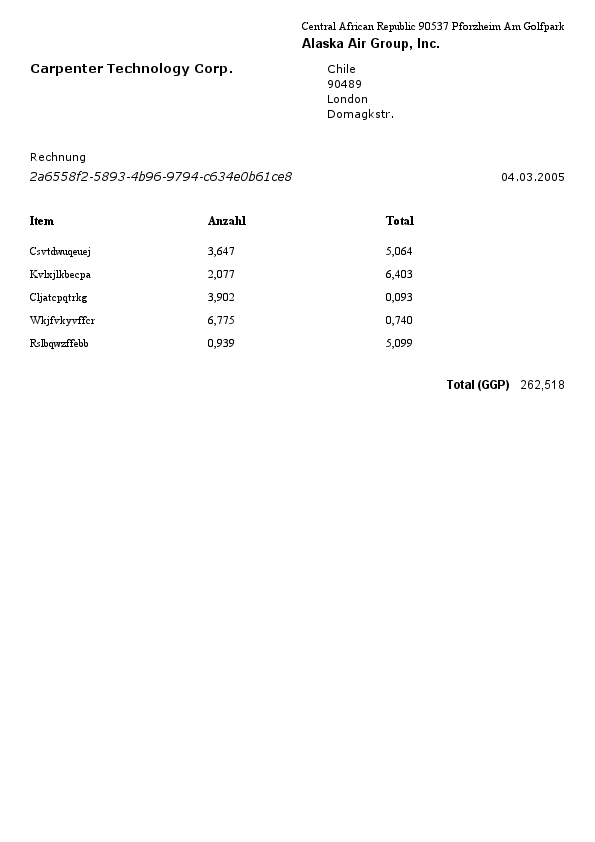 Central African Republic 90537 Pforzheim Am Golfpark
Alaska Air Group, Inc.
Carpenter Technology Corp.
Chile
90489
London
Domagkstr.
Rechnung
2a6558f2-5893-4b96-9794-c634e0b61ce8 04.03.2005
Item Anzahl Total
Csvtdwuqeuej 3,647 5,064
Kvlxjlkbecpa 2,077 6,403
Cljatcpqtrkg 3,902 0,093
Wkjfvkyvffcr 6,775 0,740
Rslbqwzffebb 0,939 5,099
Total (GGP) 262,518